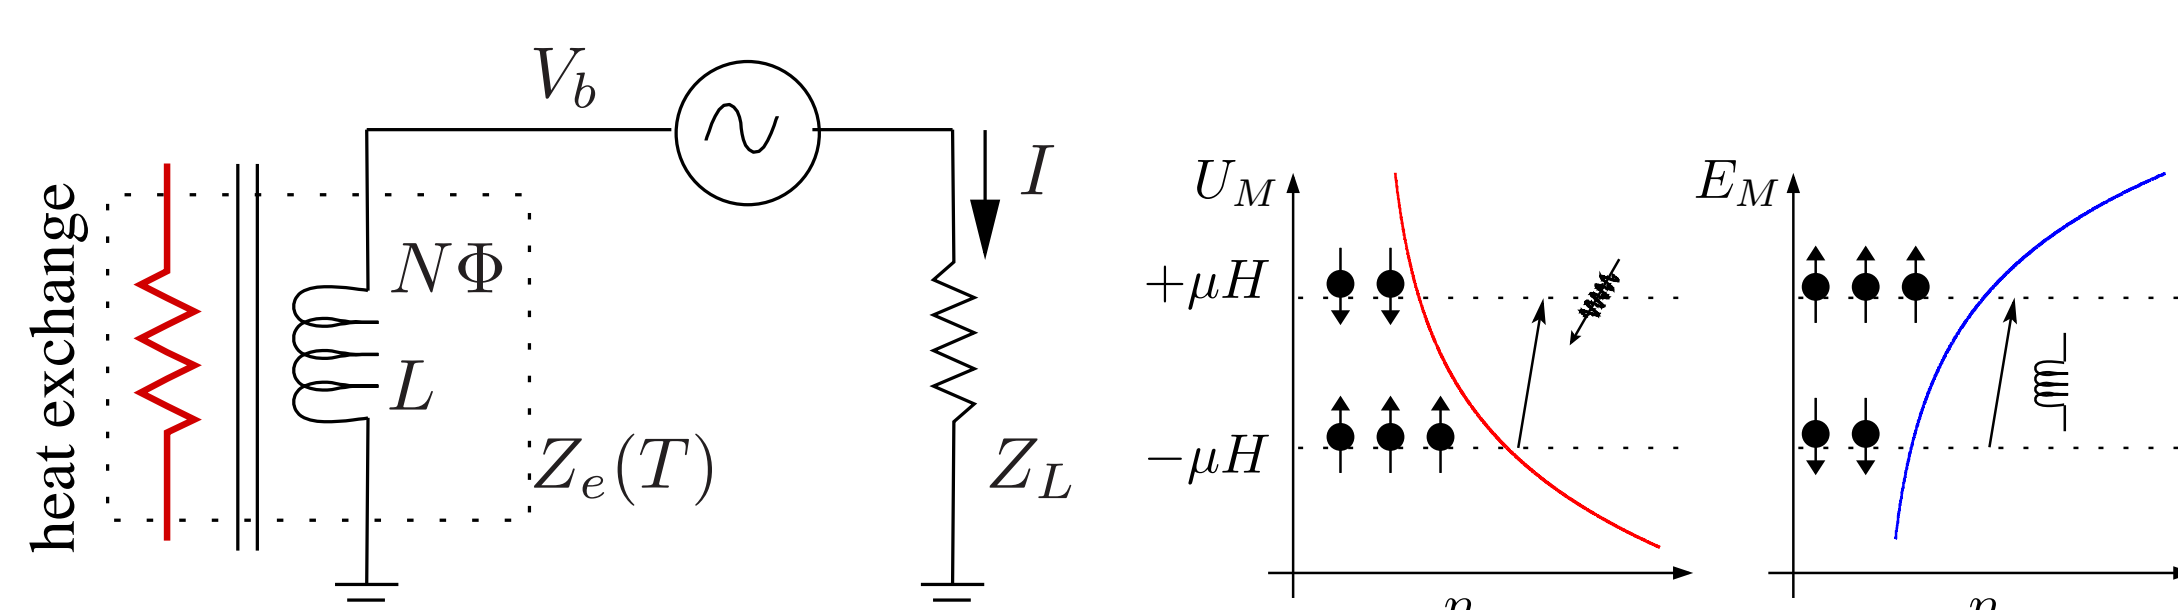 heat exchange
V_b
I
NΦ
L
Z_e(T)
Z_L
U_M
+μH
−μH
n
E_M
n